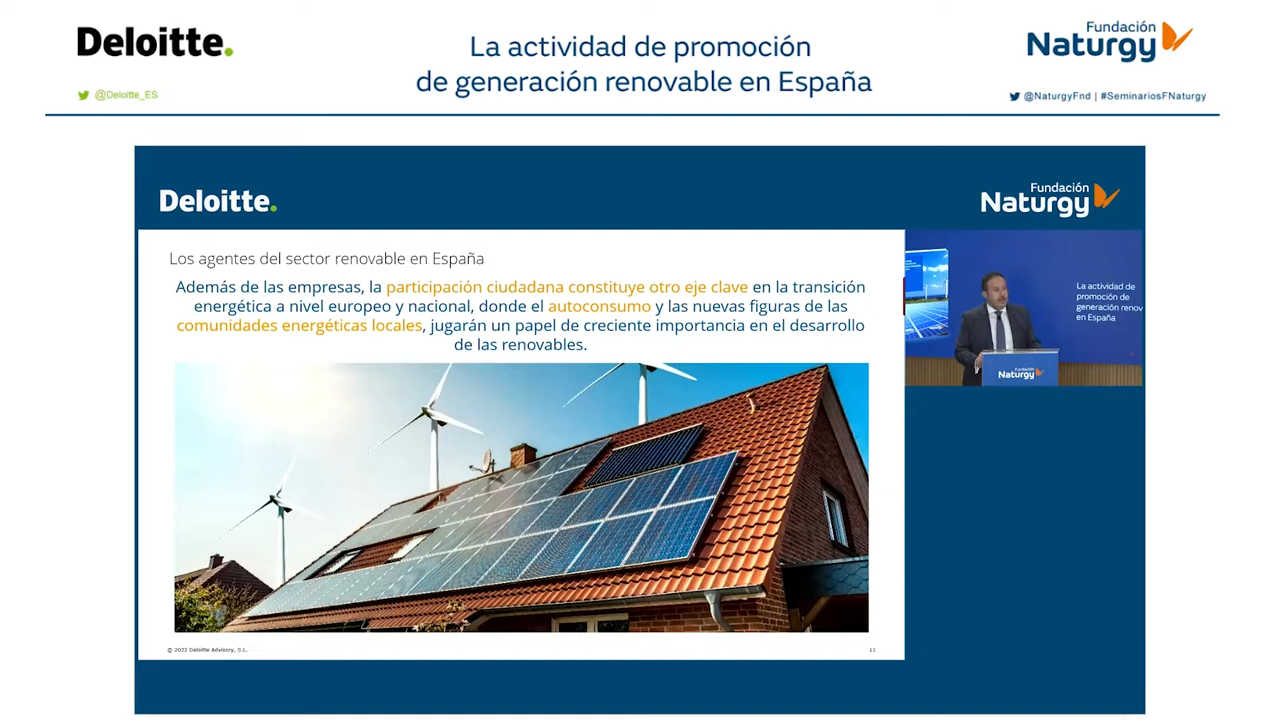 Deloitte.
@Deloitte_ES
La actividad de promoción
de generación renovable en España
Fundación
Naturgy
@NaturgyFnd | #SeminariosFNaturgy
Deloitte.
Fundación
Naturgy
Los agentes del sector renovable en España
Además de las empresas, la participación ciudadana constituye otro eje clave en la transición
energética a nivel europeo y nacional, donde el autoconsumo y las nuevas figuras de las
comunidades energéticas locales, jugarán un papel de creciente importancia en el desarrollo
de las renovables.
© 2022 Deloitte Advisory, S.L.
11
La actividad de
promoción de
generación renov
en España
Fundación
Naturgy